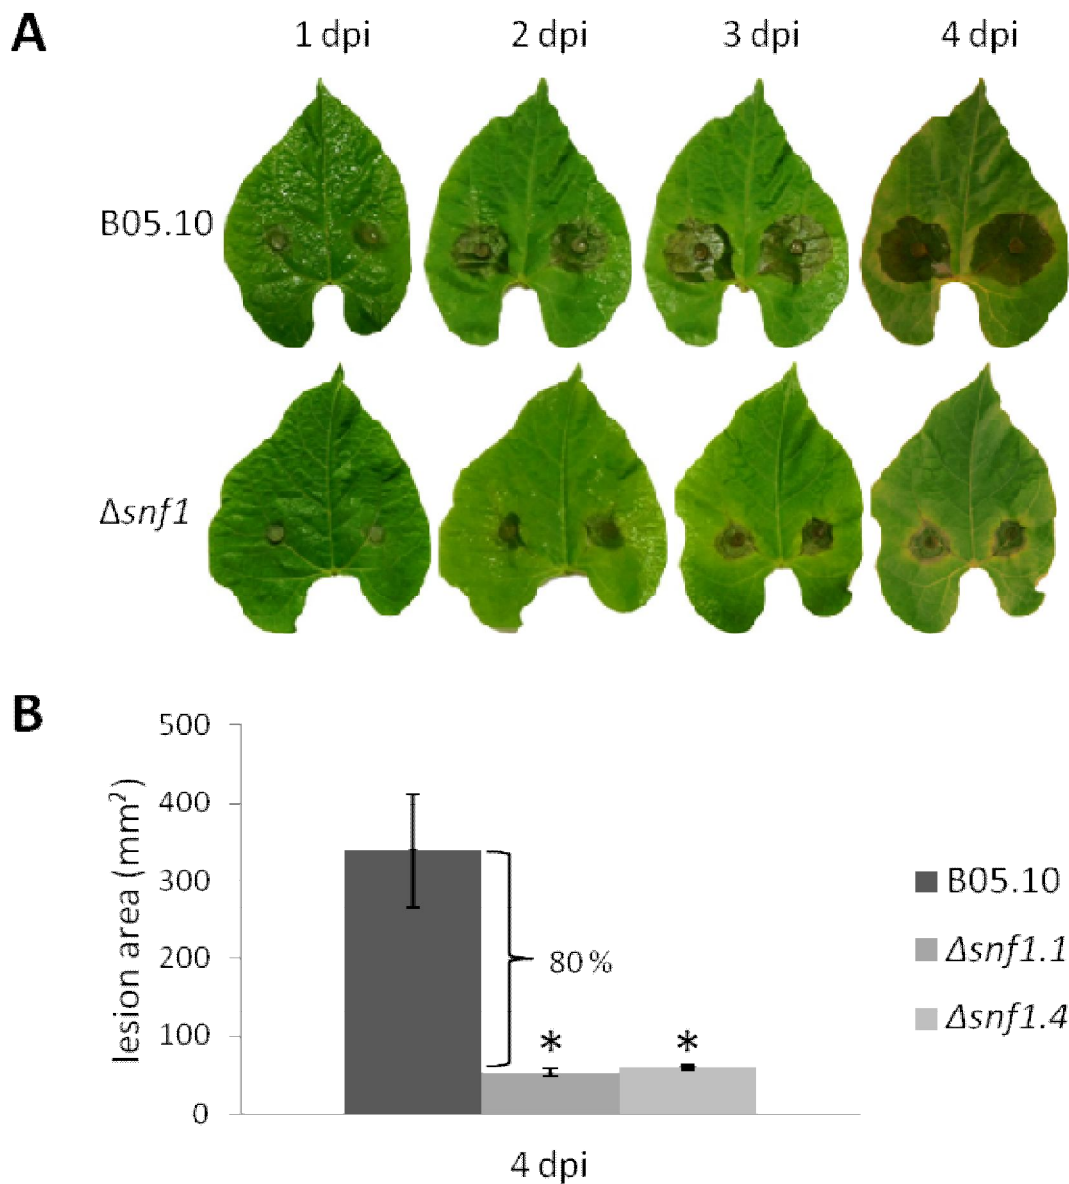 A
1 dpi 2 dpi 3 dpi 4 dpi
B05.10
Δsnf1
B
500
400
300
200
100
0
lesion area (mm²)
80 %
* *
4 dpi
B05.10
Δsnf1.1
Δsnf1.4